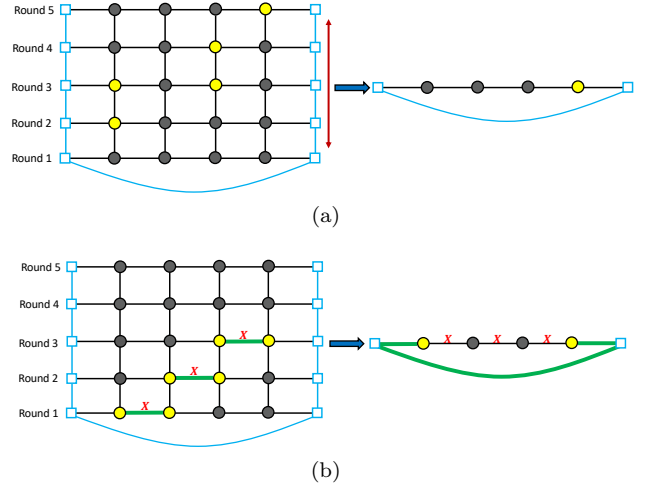 Round 5
Round 4
Round 3
Round 2
Round 1
(a)
Round 5
Round 4
Round 3
X
X X X
Round 2
X
Round 1
X
(b)